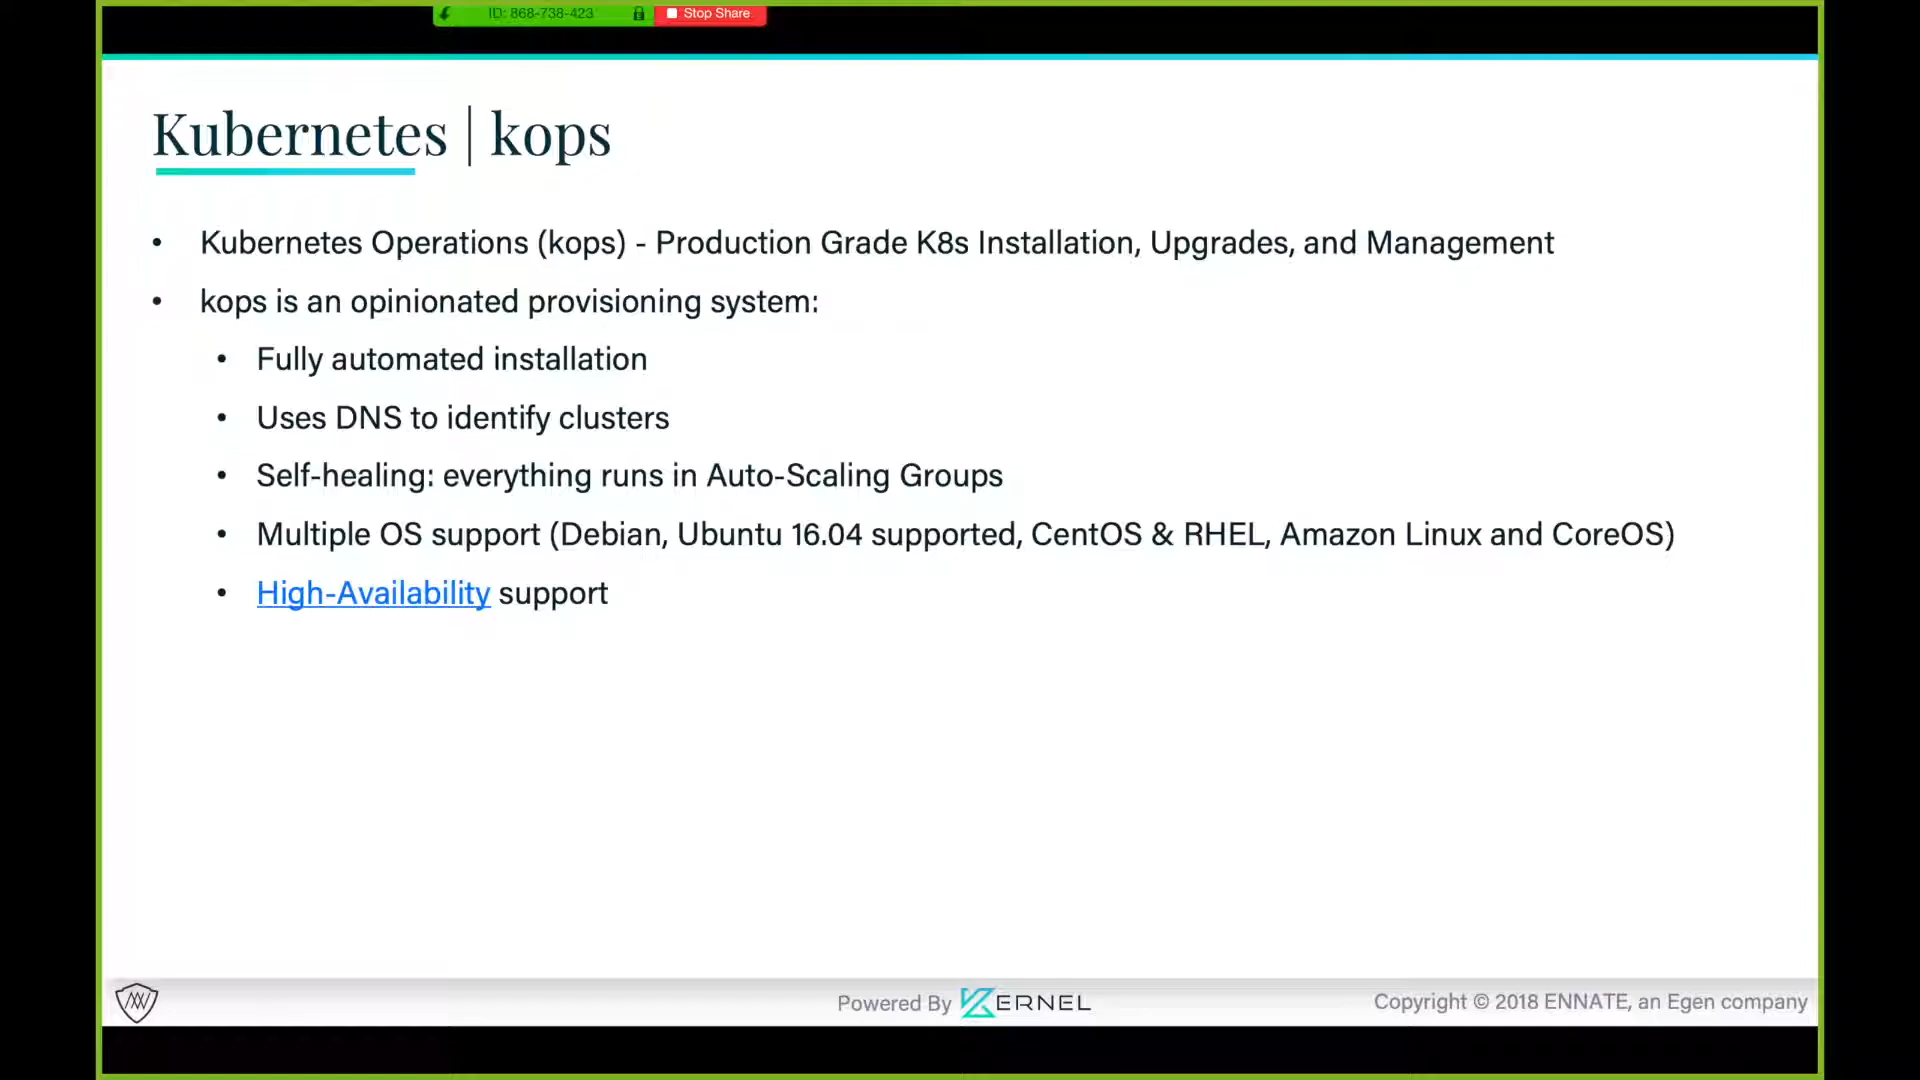 ID: 868-738-423
Stop Share
Kubernetes | kops
• Kubernetes Operations (kops) - Production Grade K8s Installation, Upgrades, and Management
• kops is an opinionated provisioning system:
• Fully automated installation
• Uses DNS to identify clusters
• Self-healing: everything runs in Auto-Scaling Groups
• Multiple OS support (Debian, Ubuntu 16.04 supported, CentOS & RHEL, Amazon Linux and CoreOS)
• High-Availability support
Powered By KERNEL
Copyright © 2018 ENNATE, an Egen company